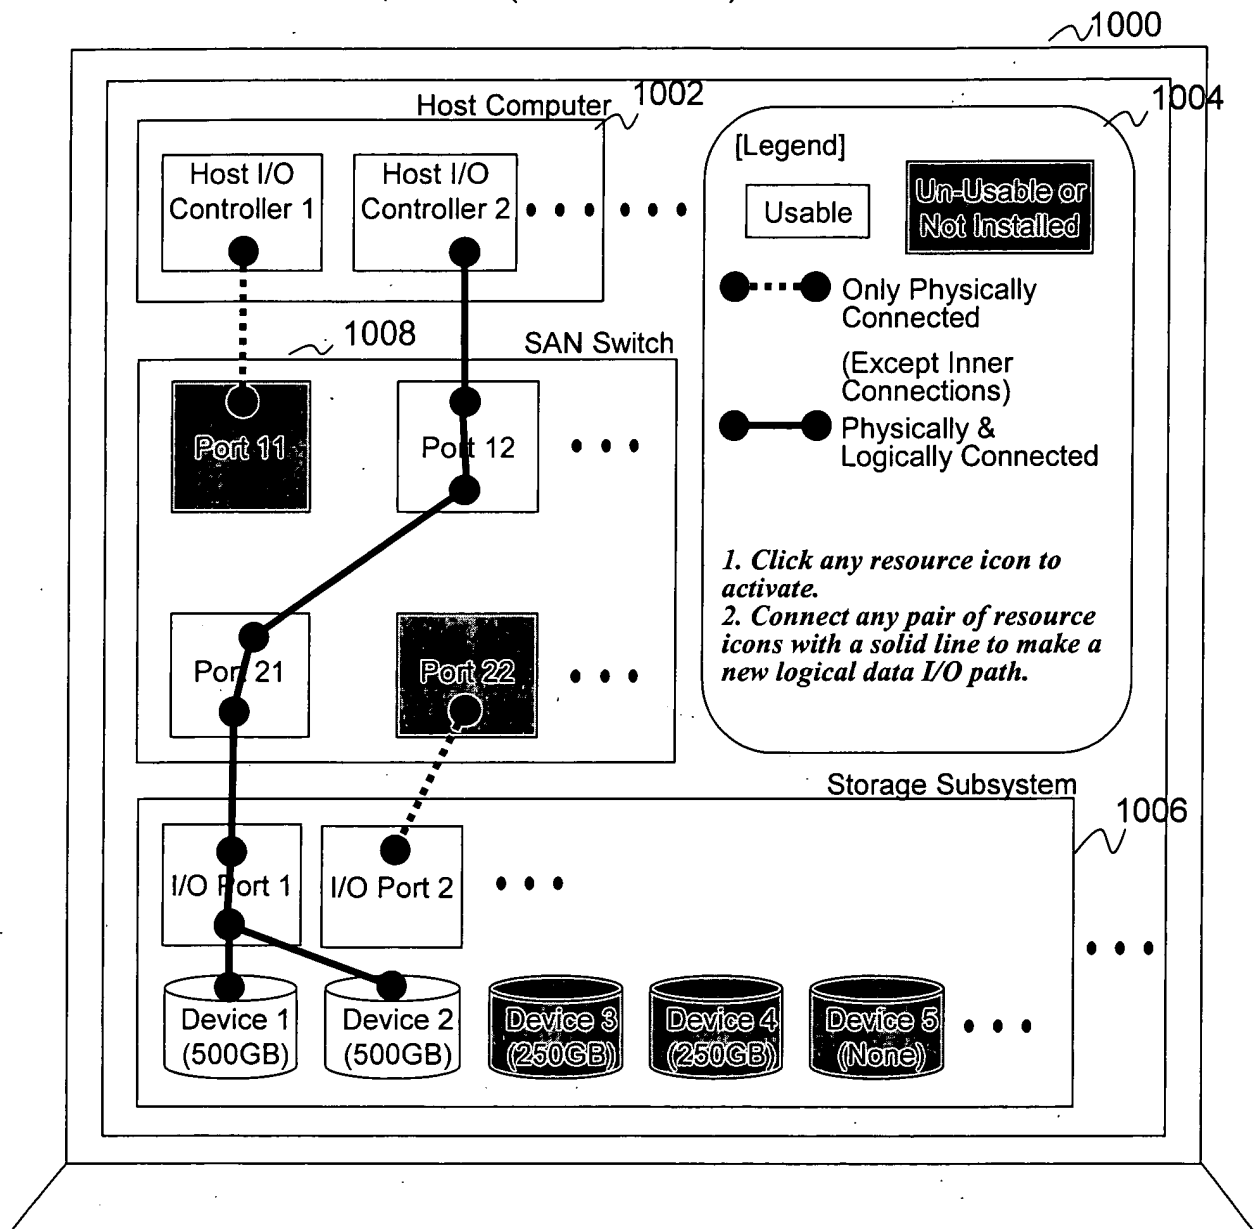 1000
Host Computer
1002
1004
Host I/O
Controller 1
Host I/O
Controller 2
[Legend]
Usable
Un-Usable or
Not Installed
Only Physically
Connected
(Except Inner
Connections)
Physically &
Logically Connected
1. Click any resource icon to
activate.
2. Connect any pair of resource
icons with a solid line to make a
new logical data I/O path.
1008
SAN Switch
Port 11
Port 12
Port 21
Port 22
Storage Subsystem
1006
I/O Port 1
I/O Port 2
Device 1
(500GB)
Device 2
(500GB)
Device 3
(250GB)
Device 4
(250GB)
Device 5
(None)